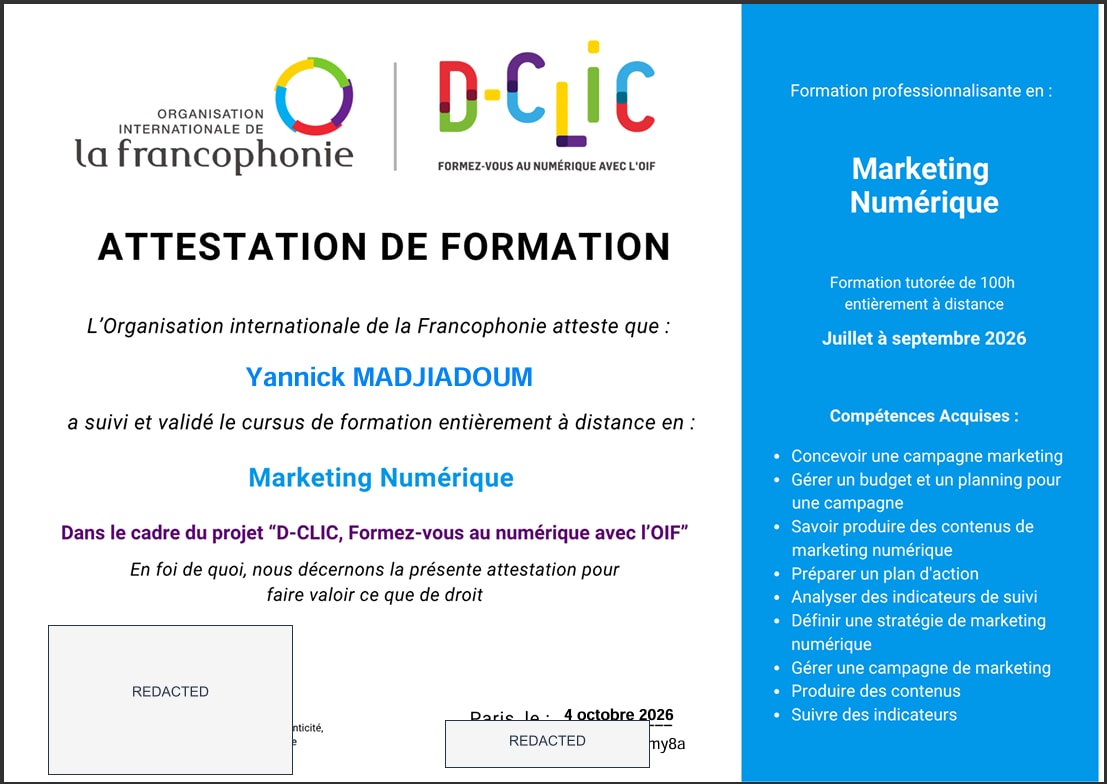 ORGANISATION
INTERNATIONALE DE
la francophonie
D-CLiC
FORMEZ-VOUS AU NUMÉRIQUE AVEC L'OIF
ATTESTATION DE FORMATION
L’Organisation internationale de la Francophonie atteste que :
Yannick MADJIADOUM
a suivi et validé le cursus de formation entièrement à distance en :
Marketing Numérique
Dans le cadre du projet “D-CLIC, Formez-vous au numérique avec l’OIF”
En foi de quoi, nous décernons la présente attestation pour
faire valoir ce que de droit
REDACTED
nticité,
e
Paris, le : 4 octobre 2026
REDACTED
my8a
Formation professionnalisante en :
Marketing
Numérique
Formation tutorée de 100h
entièrement à distance
Juillet à septembre 2026
Compétences Acquises :
• Concevoir une campagne marketing
• Gérer un budget et un planning pour
une campagne
• Savoir produire des contenus de
marketing numérique
• Préparer un plan d'action
• Analyser des indicateurs de suivi
• Définir une stratégie de marketing
numérique
• Gérer une campagne de marketing
• Produire des contenus
• Suivre des indicateurs